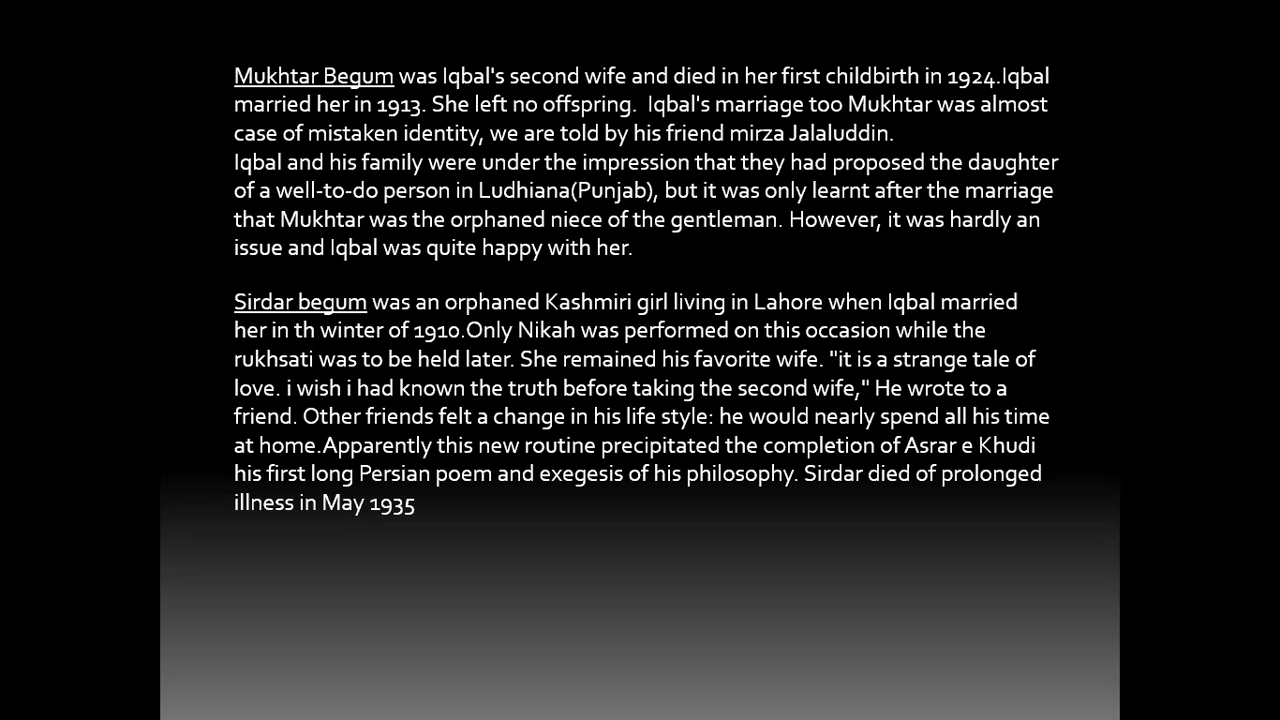 Mukhtar Begum was Iqbal's second wife and died in her first childbirth in 1924.Iqbal
married her in 1913. She left no offspring.  Iqbal's marriage too Mukhtar was almost
case of mistaken identity, we are told by his friend mirza Jalaluddin.
Iqbal and his family were under the impression that they had proposed the daughter
of a well-to-do person in Ludhiana(Punjab), but it was only learnt after the marriage
that Mukhtar was the orphaned niece of the gentleman. However, it was hardly an
issue and Iqbal was quite happy with her.
Sirdar begum was an orphaned Kashmiri girl living in Lahore when Iqbal married
her in th winter of 1910.Only Nikah was performed on this occasion while the
rukhsati was to be held later. She remained his favorite wife. "it is a strange tale of
love. i wish i had known the truth before taking the second wife," He wrote to a
friend. Other friends felt a change in his life style: he would nearly spend all his time
at home.Apparently this new routine precipitated the completion of Asrar e Khudi
his first long Persian poem and exegesis of his philosophy. Sirdar died of prolonged
illness in May 1935